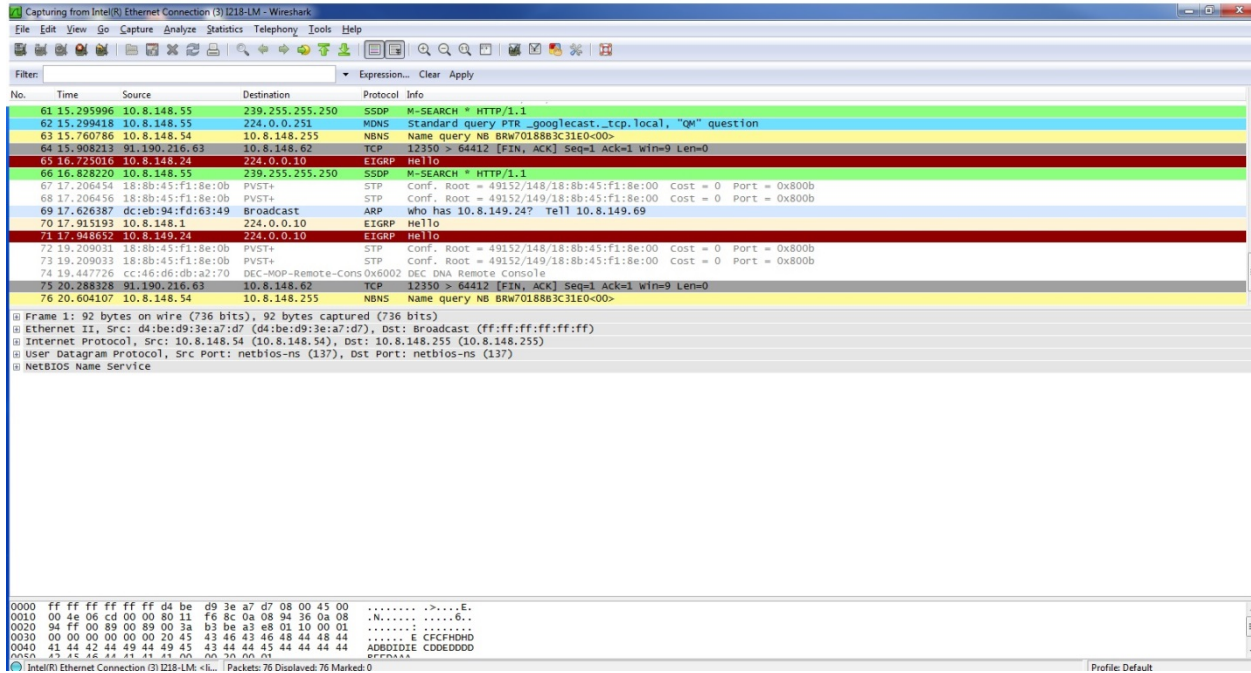 Capturing from Intel(R) Ethernet Connection (3) I218-LM - Wireshark
File Edit View Go Capture Analyze Statistics Telephony Tools Help
Filter: Expression... Clear Apply
No. Time Source Destination Protocol Info
61 15.295996 10.8.148.55 239.255.255.250 SSDP M-SEARCH * HTTP/1.1
62 15.299418 10.8.148.55 224.0.0.251 MDNS Standard query PTR _googlecast._tcp.local, "QM" question
63 15.760786 10.8.148.54 10.8.148.255 NBNS Name query NB BRW70188B3C31E0<00>
64 15.908213 91.190.216.63 10.8.148.62 TCP 12350 > 64412 [FIN, ACK] Seq=1 Ack=1 Win=9 Len=0
65 16.725016 10.8.148.24 224.0.0.10 EIGRP Hello
66 16.828220 10.8.148.55 239.255.255.250 SSDP M-SEARCH * HTTP/1.1
67 17.206454 18:8b:45:f1:8e:0b PVST+ STP Conf. Root = 49152/148/18:8b:45:f1:8e:00 Cost = 0 Port = 0x800b
68 17.206456 18:8b:45:f1:8e:0b PVST+ STP Conf. Root = 49152/149/18:8b:45:f1:8e:00 Cost = 0 Port = 0x800b
69 17.626387 dc:eb:94:fd:63:49 Broadcast ARP who has 10.8.149.24? Tell 10.8.149.69
70 17.915193 10.8.148.1 224.0.0.10 EIGRP Hello
71 17.948652 10.8.149.24 224.0.0.10 EIGRP Hello
72 19.209031 18:8b:45:f1:8e:0b PVST+ STP Conf. Root = 49152/148/18:8b:45:f1:8e:00 Cost = 0 Port = 0x800b
73 19.209033 18:8b:45:f1:8e:0b PVST+ STP Conf. Root = 49152/149/18:8b:45:f1:8e:00 Cost = 0 Port = 0x800b
74 19.447726 cc:46:d6:db:a2:70 DEC-MOP-Remote-Cons 0x6002 DEC DNA Remote Console
75 20.288328 91.190.216.63 10.8.148.62 TCP 12350 > 64412 [FIN, ACK] Seq=1 Ack=1 Win=9 Len=0
76 20.604107 10.8.148.54 10.8.148.255 NBNS Name query NB BRW70188B3C31E0<00>
Frame 1: 92 bytes on wire (736 bits), 92 bytes captured (736 bits)
Ethernet II, Src: d4:be:d9:3e:a7:d7 (d4:be:d9:3e:a7:d7), Dst: Broadcast (ff:ff:ff:ff:ff:ff)
Internet Protocol, Src: 10.8.148.54 (10.8.148.54), Dst: 10.8.148.255 (10.8.148.255)
User Datagram Protocol, Src Port: netbios-ns (137), Dst Port: netbios-ns (137)
NetBIOS Name Service
0000 ff ff ff ff ff ff d4 be d9 3e a7 d7 08 00 45 00 ........ .>....E.
0010 00 4e 06 cd 00 00 80 11 f6 8c 0a 08 94 36 0a 08 .N...... .....6..
0020 94 ff 00 89 00 89 00 3a b3 be a3 e8 01 10 00 01 .......: ........
0030 00 00 00 00 00 00 20 45 43 46 43 46 48 44 48 44 ...... E CFCFHDHD
0040 41 44 42 44 49 44 49 45 43 44 44 45 44 44 44 44 ADBDIDIE CDDEDDDD
Intel(R) Ethernet Connection (3) I218-LM: <li... Packets: 76 Displayed: 76 Marked: 0 Profile: Default